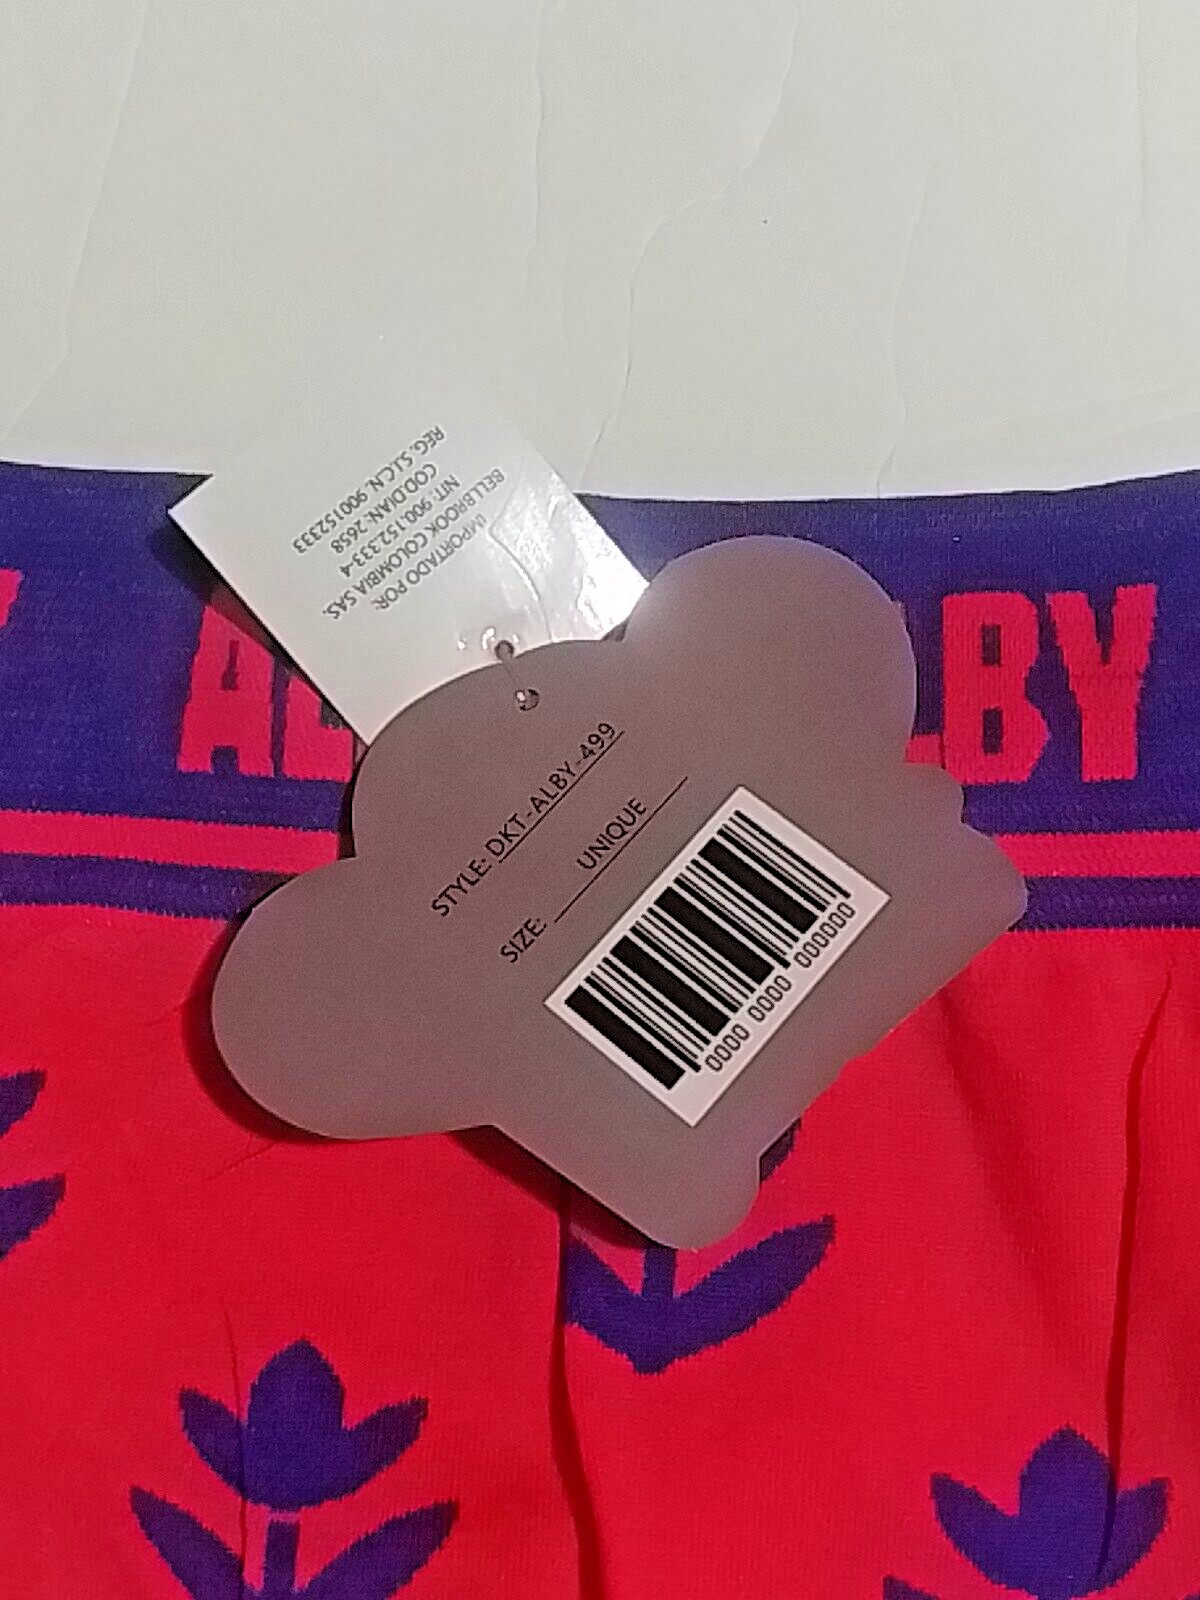 IMPORTADO POR:
BELLBROOK COLOMBIA SAS.
NIT: 900.152.333-4
COD.DIAN: 2658
REG. S.I.C.N. 900152333
ALBY
STYLE: DKT-ALBY-499
SIZE: UNIQUE
0000 0000 000000